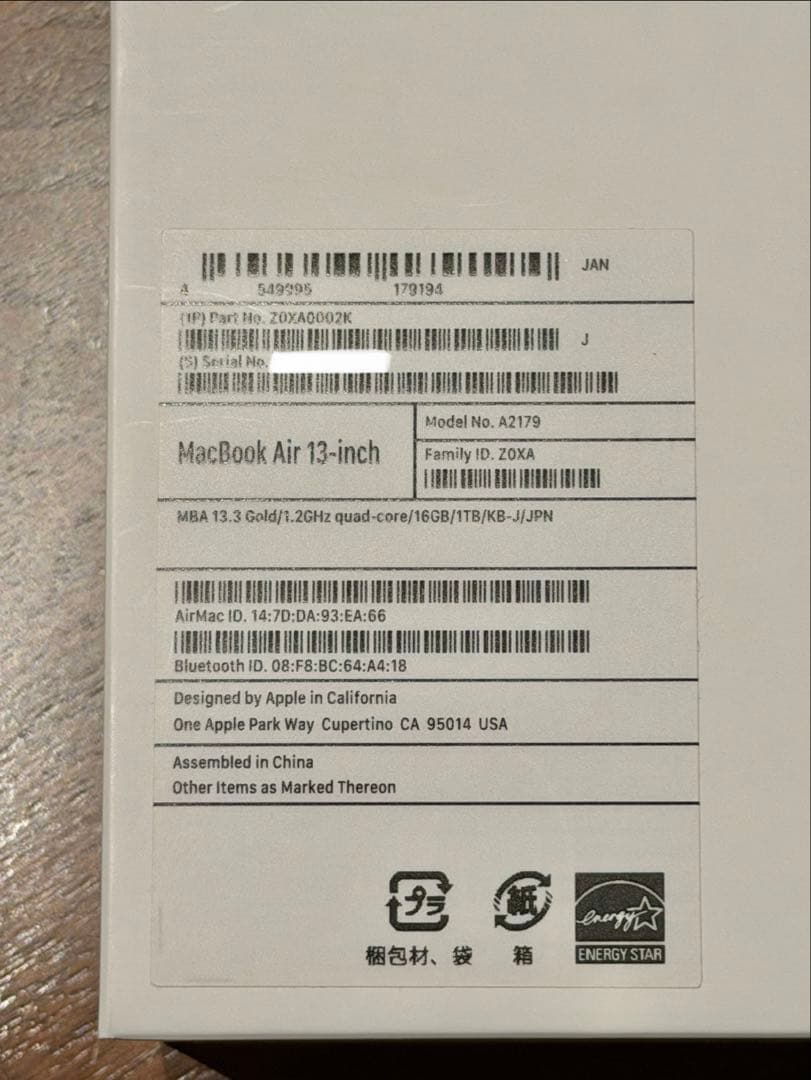 JAN
549995 179194
(1P) Part No. Z0XA0002K
J
(S) Serial No.
Model No. A2179
MacBook Air 13-inch
Family ID. Z0XA
MBA 13.3 Gold/1.2GHz quad-core/16GB/1TB/KB-J/JPN
AirMac ID. 14:7D:DA:93:EA:66
Bluetooth ID. 08:F8:BC:64:A4:18
Designed by Apple in California
One Apple Park Way Cupertino CA 95014 USA
Assembled in China
Other Items as Marked Thereon
プラ 紙 energy
梱包材、袋 箱 ENERGY STAR